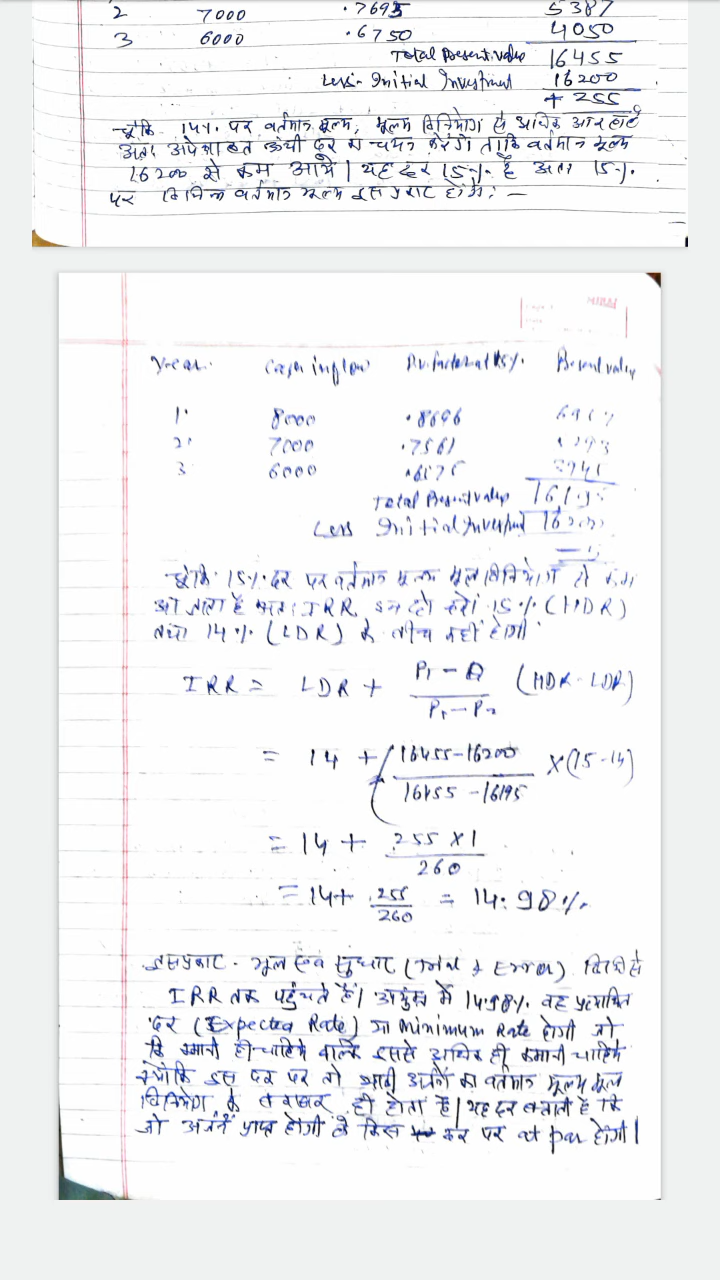 2 7000 .7695 5387
3 6000 .6750 4050
Total Present value 16455
Less- Initial Investment 16200
+ 255
चूंकि 14%. पर वर्तमान मूल्य, मूल्य विनियोग से अधिक आ रहा है
अतः अपेक्षाकृत ऊंची दर का चयन करेंगे ताकि वर्तमान मूल्य
16200 से कम आये। यह दर 15%. है अतः 15%.
पर विभिन्न वर्तमान मूल्य इस प्रकार होंगे: —
Year. Cash inflow P.v. factor at 15%. Present value
1. 8000 .8696
2. 7000 .7561
3 6000 .6575
Total Present value
Less Initial Investment
चूंकि 15%. दर पर वर्तमान मूल्य मूल विनियोग से कम
आ जाता है अतः IRR इन दो दरों 15% (HDR)
तथा 14% (LDR) के बीच कहीं होगी
IRR = LDR + P₁ - Q / P₁ - P₂ (HDR - LDR)
= 14 + (16455-16200 / 16455-16195 × (15-14)
= 14 + 255 × 1 / 260
= 14 + 255 / 260 = 14.98%.
इस प्रकार - भूल एवं सुधार (Trial & Error) विधि से
IRR तक पहुंचते हैं। 14.98% वह प्रत्याशित
दर (Expected Rate) या Minimum Rate होगी जो
कि कमानी ही चाहिये बल्कि इससे अधिक ही कमानी चाहिये
क्योंकि इस दर पर तो भावी अर्जनों का वर्तमान मूल्य मूल
विनियोग के बराबर ही होता है। यह दर बताती है कि
जो अर्जनें प्राप्त होंगी वे किस दर पर at par होंगी।